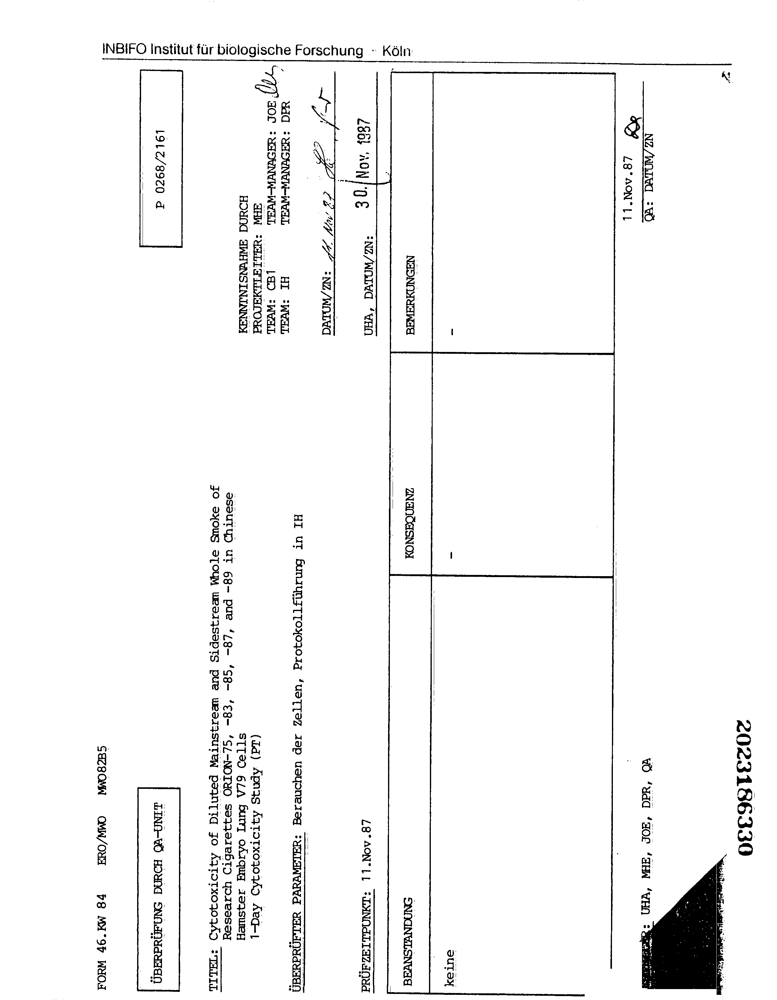 INBIFO Institut für biologische Forschung · Köln
FORM 46.KW 84 ERO/MWO MWO82B5
ÜBERPRÜFUNG DURCH QA-UNIT
P 0268/2161
TITEL: Cytotoxicity of Diluted Mainstream and Sidestream Whole Smoke of
Research Cigarettes ORION-75, -83, -85, -87, and -89 in Chinese
Hamster Embryo Lung V79 Cells
1-Day Cytotoxicity Study (PT)
KENNTNISNAHME DURCH
PROJEKTLEITER: MHE
TEAM: CB1 TEAM-MANAGER: JOE
TEAM: IH TEAM-MANAGER: DPR
ÜBERPRÜFTER PARAMETER: Berauchen der Zellen, Protokollführung in IH
DATUM/ZN: 11. Nov 87
PRÜFZEITPUNKT: 11.Nov.87
UHA, DATUM/ZN: 30. Nov. 1987
BEANSTANDUNG KONSEQUENZ BEMERKUNGEN
keine - -
UHA, MHE, JOE, DPR, QA
11.Nov.87
QA: DATUM/ZN
2023186330